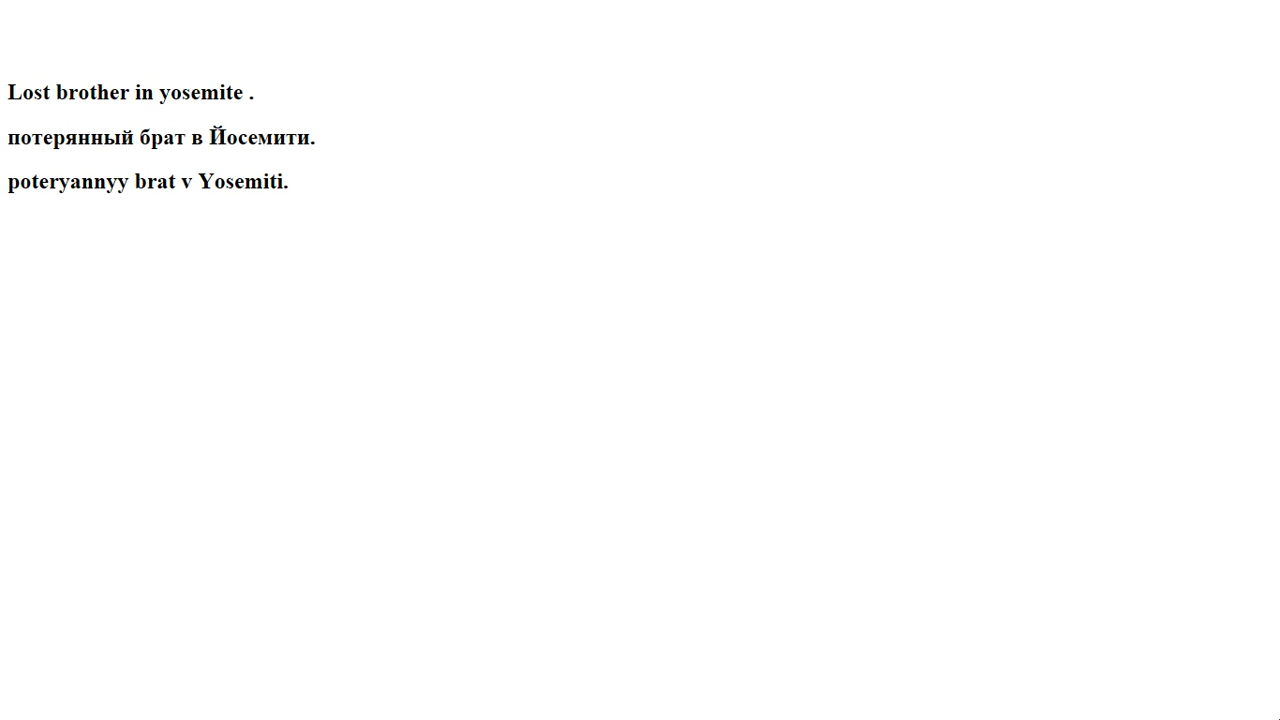 Lost brother in yosemite .
потерянный брат в Йосемити.
poteryannyy brat v Yosemiti.